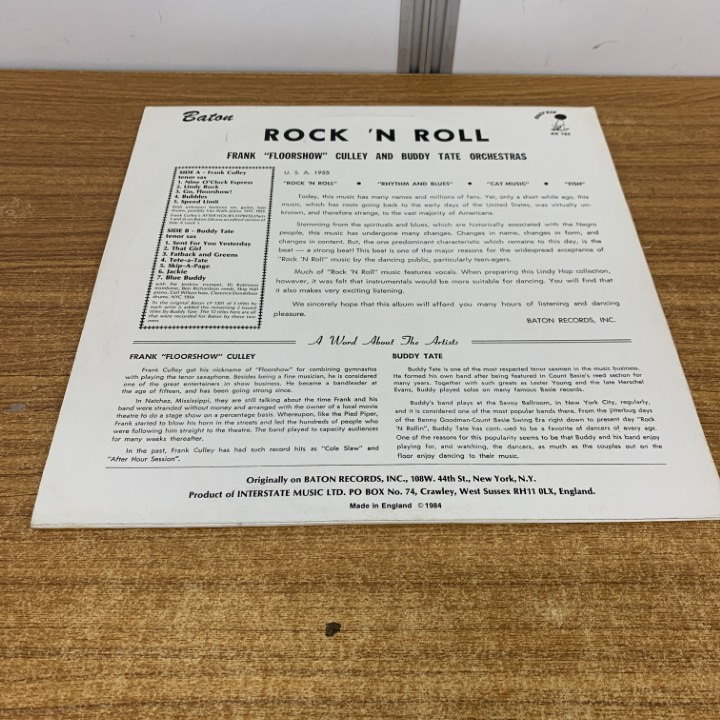 Baton
ROCK 'N ROLL
FRANK "FLOORSHOW" CULLEY AND BUDDY TATE ORCHESTRAS
SIDE A - Frank Culley
tenor sax
1. Nine O'Clock Express
2. Lindy Rock
3. Go, Floorshow!
4. Bubbles
5. Speed Limit
SIDE B - Buddy Tate
tenor sax
1. Sent For You Yesterday
2. That Girl
3. Fatback and Greens
4. Tete-a-Tate
5. Skip-A-Page
6. Jackie
7. Blue Buddy
U. S. A. 1955
"ROCK 'N ROLL" • "RHYTHM AND BLUES" • "CAT MUSIC" • "FISH"
Today, this music has many names and millions of fans. Yet, only a short while ago, this
music, which has roots going back to the early days of the United States, was virtually un-
known, and therefore strange, to the vast majority of Americans.
Stemming from the spirituals and blues, which are historically associated with the Negro
people, this music has undergone many changes. Changes in name, changes in form, and
changes in content. But, the one predominant characteristic which remains to this day, is the
beat — a strong beat! This beat is one of the major reasons for the widespread acceptance of
"Rock 'N Roll" music by the dancing public, particularly teen-agers.
Much of "Rock 'N Roll" music features vocals. When preparing this Lindy Hop collection,
however, it was felt that instrumentals would be more suitable for dancing. You will find that
it also makes very exciting listening.
We sincerely hope that this album will afford you many hours of listening and dancing
pleasure.
BATON RECORDS, INC.
A Word About The Artists
FRANK "FLOORSHOW" CULLEY
Frank Culley got his nickname of "Floorshow" for combining gymnastics
with playing the tenor saxophone. Besides being a fine musician, he is considered
one of the great entertainers in show business. He became a bandleader at
the age of fifteen, and has been going strong since.
In Natchez, Mississippi, they are still talking about the time Frank and his
band were stranded without money and arranged with the owner of a local movie
theatre to do a stage show on a percentage basis. Whereupon, like the Pied Piper,
Frank started to blow his horn in the streets and led the hundreds of people who
were following him straight to the theatre. The band played to capacity audiences
for many weeks thereafter.
In the past, Frank Culley has had such record hits as "Cole Slaw" and
"After Hour Session".
BUDDY TATE
Buddy Tate is one of the most respected tenor sexmen in the music business.
He formed his own band after being featured in Count Basie's reed section for
many years. Together with such greats as Lester Young and the late Herschel
Evans, Buddy played solos on many famous Basie records.
Buddy's band plays at the Savoy Ballroom, in New York City, regularly,
and it is considered one of the most popular bands there. From the jitterbug days
of the Benny Goodman-Count Basie Swing Era right down to present day "Rock
'N Rollin", Buddy Tate has continued to be a favorite of dancers of every age.
One of the reasons for this popularity seems to be that Buddy and his band enjoy
playing for, and watching, the dancers, as much as the couples out on the
floor enjoy dancing to their music.
Originally on BATON RECORDS, INC., 108W. 44th St., New York, N.Y.
Product of INTERSTATE MUSIC LTD. PO BOX No. 74, Crawley, West Sussex RH11 0LX, England.
Made in England © 1984